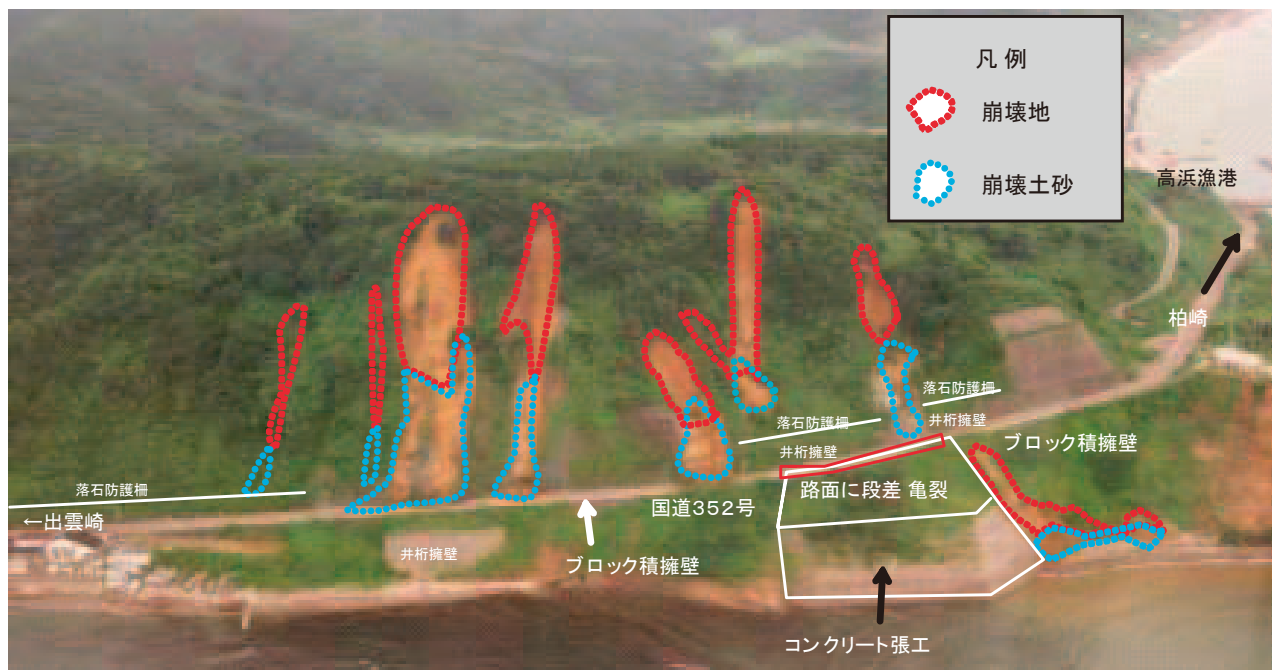 凡 例
崩壊地
崩壊土砂
高浜漁港
柏崎
落石防護柵
落石防護柵
井桁擁壁
ブロック積擁壁
井桁擁壁
落石防護柵
路面に段差 亀裂
国道352号
←出雲崎
井桁擁壁
ブロック積擁壁
コンクリート張工